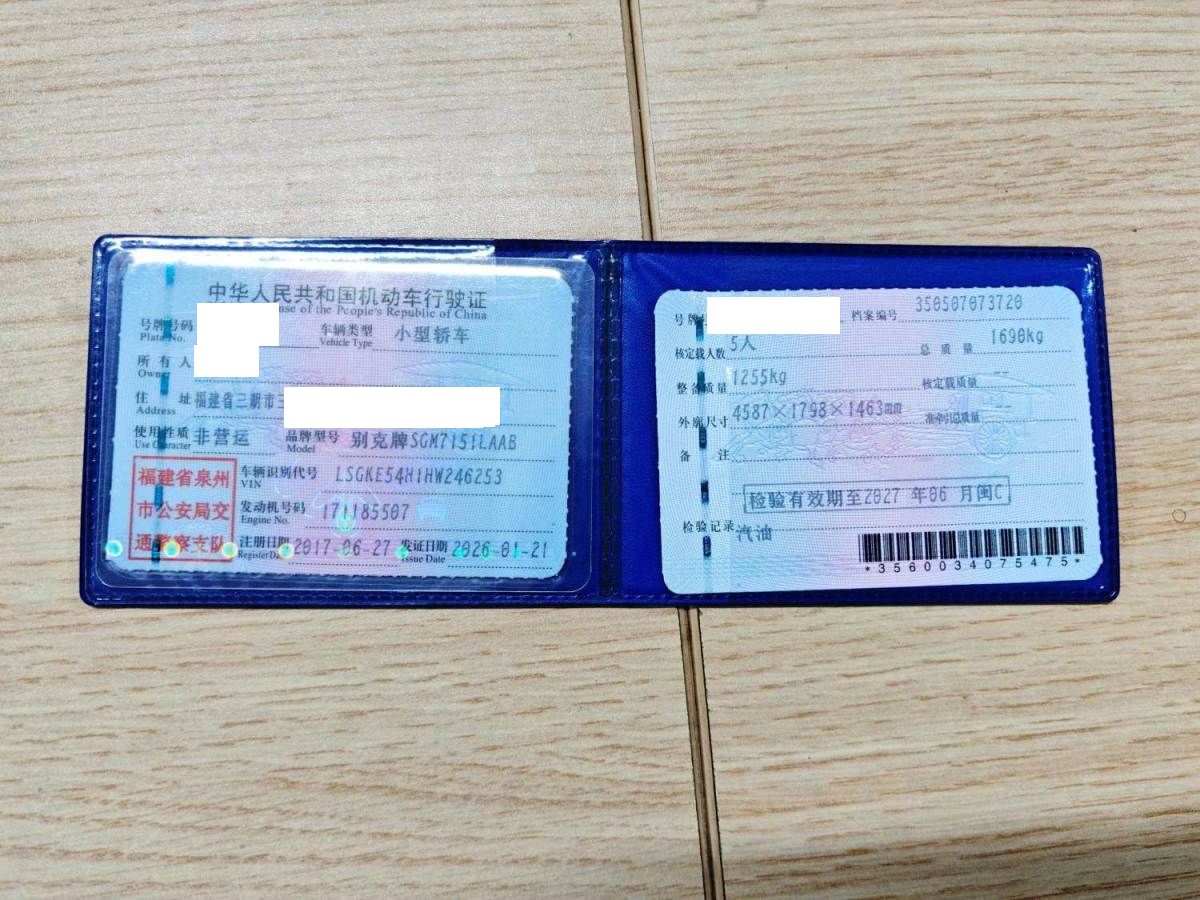 中华人民共和国机动车行驶证
nse of the People's Republic of China
号牌号码
Plate No.
车辆类型 小型轿车
Vehicle Type
所有人
Owner
住址 福建省三明市三
Address
使用性质 非营运 品牌型号 别克牌SGM7151LAAB
Use Character Model
福建省泉州
市公安局交
通警察支队
车辆识别代号 LSGKE54H1HW246253
VIN
发动机号码 171185507
Engine No.
注册日期 2017-06-27 发证日期 2026-01-21
Register Date Issue Date
号牌 档案编号 350507073720
核定载人数 5人 总质量 1690kg
整备质量 1255kg 核定载质量 --
外廓尺寸 4587×1798×1463mm 准牵引总质量 --
备注
检验有效期至2027 年06 月闽C
检验记录 汽油
*3560034075475*